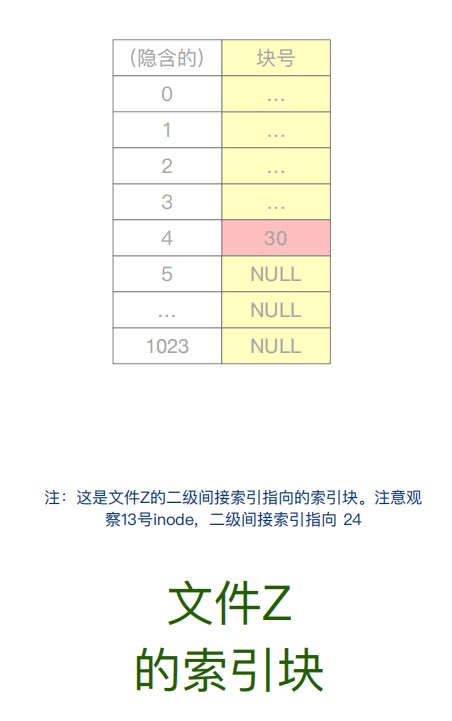 （隐含的） 块号
0 …
1 …
2 …
3 …
4 30
5 NULL
… NULL
1023 NULL
注：这是文件Z的二级间接索引指向的索引块。注意观
察13号inode，二级间接索引指向 24
文件Z
的索引块